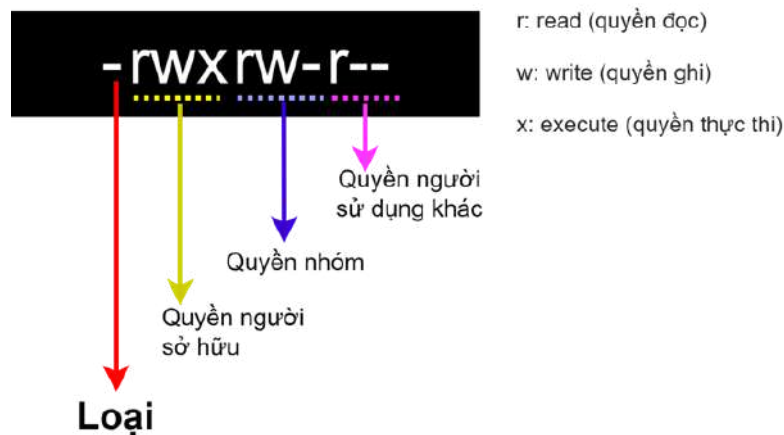 -rwxrw-r--
r: read (quyền đọc)
w: write (quyền ghi)
x: execute (quyền thực thi)
Quyền người
sử dụng khác
Quyền nhóm
Quyền người
sở hữu
Loại